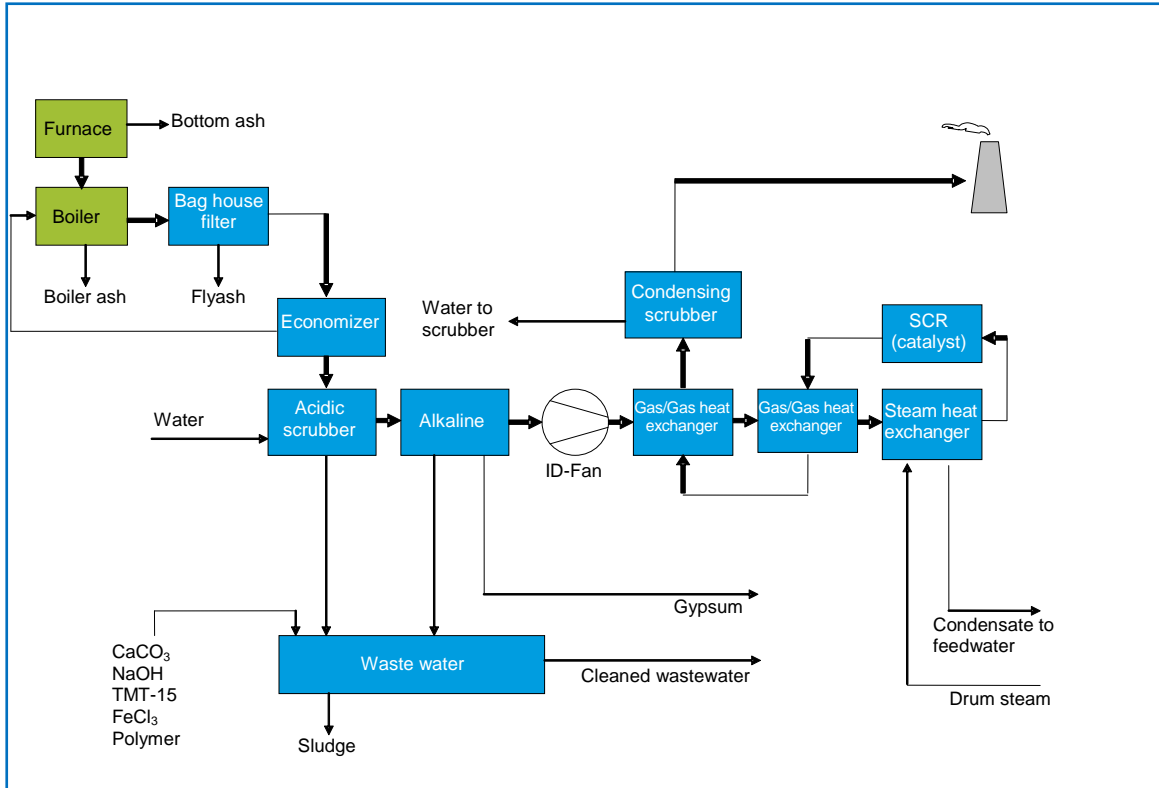 Furnace
Bottom ash
Boiler
Bag house
filter
Boiler ash
Flyash
Economizer
Water to
scrubber
Condensing
scrubber
SCR
(catalyst)
Water
Acidic
scrubber
Alkaline
ID-Fan
Gas/Gas heat
exchanger
Gas/Gas heat
exchanger
Steam heat
exchanger
Gypsum
Condensate to
feedwater
Drum steam
CaCO₃
NaOH
TMT-15
FeCl₃
Polymer
Waste water
Cleaned wastewater
Sludge